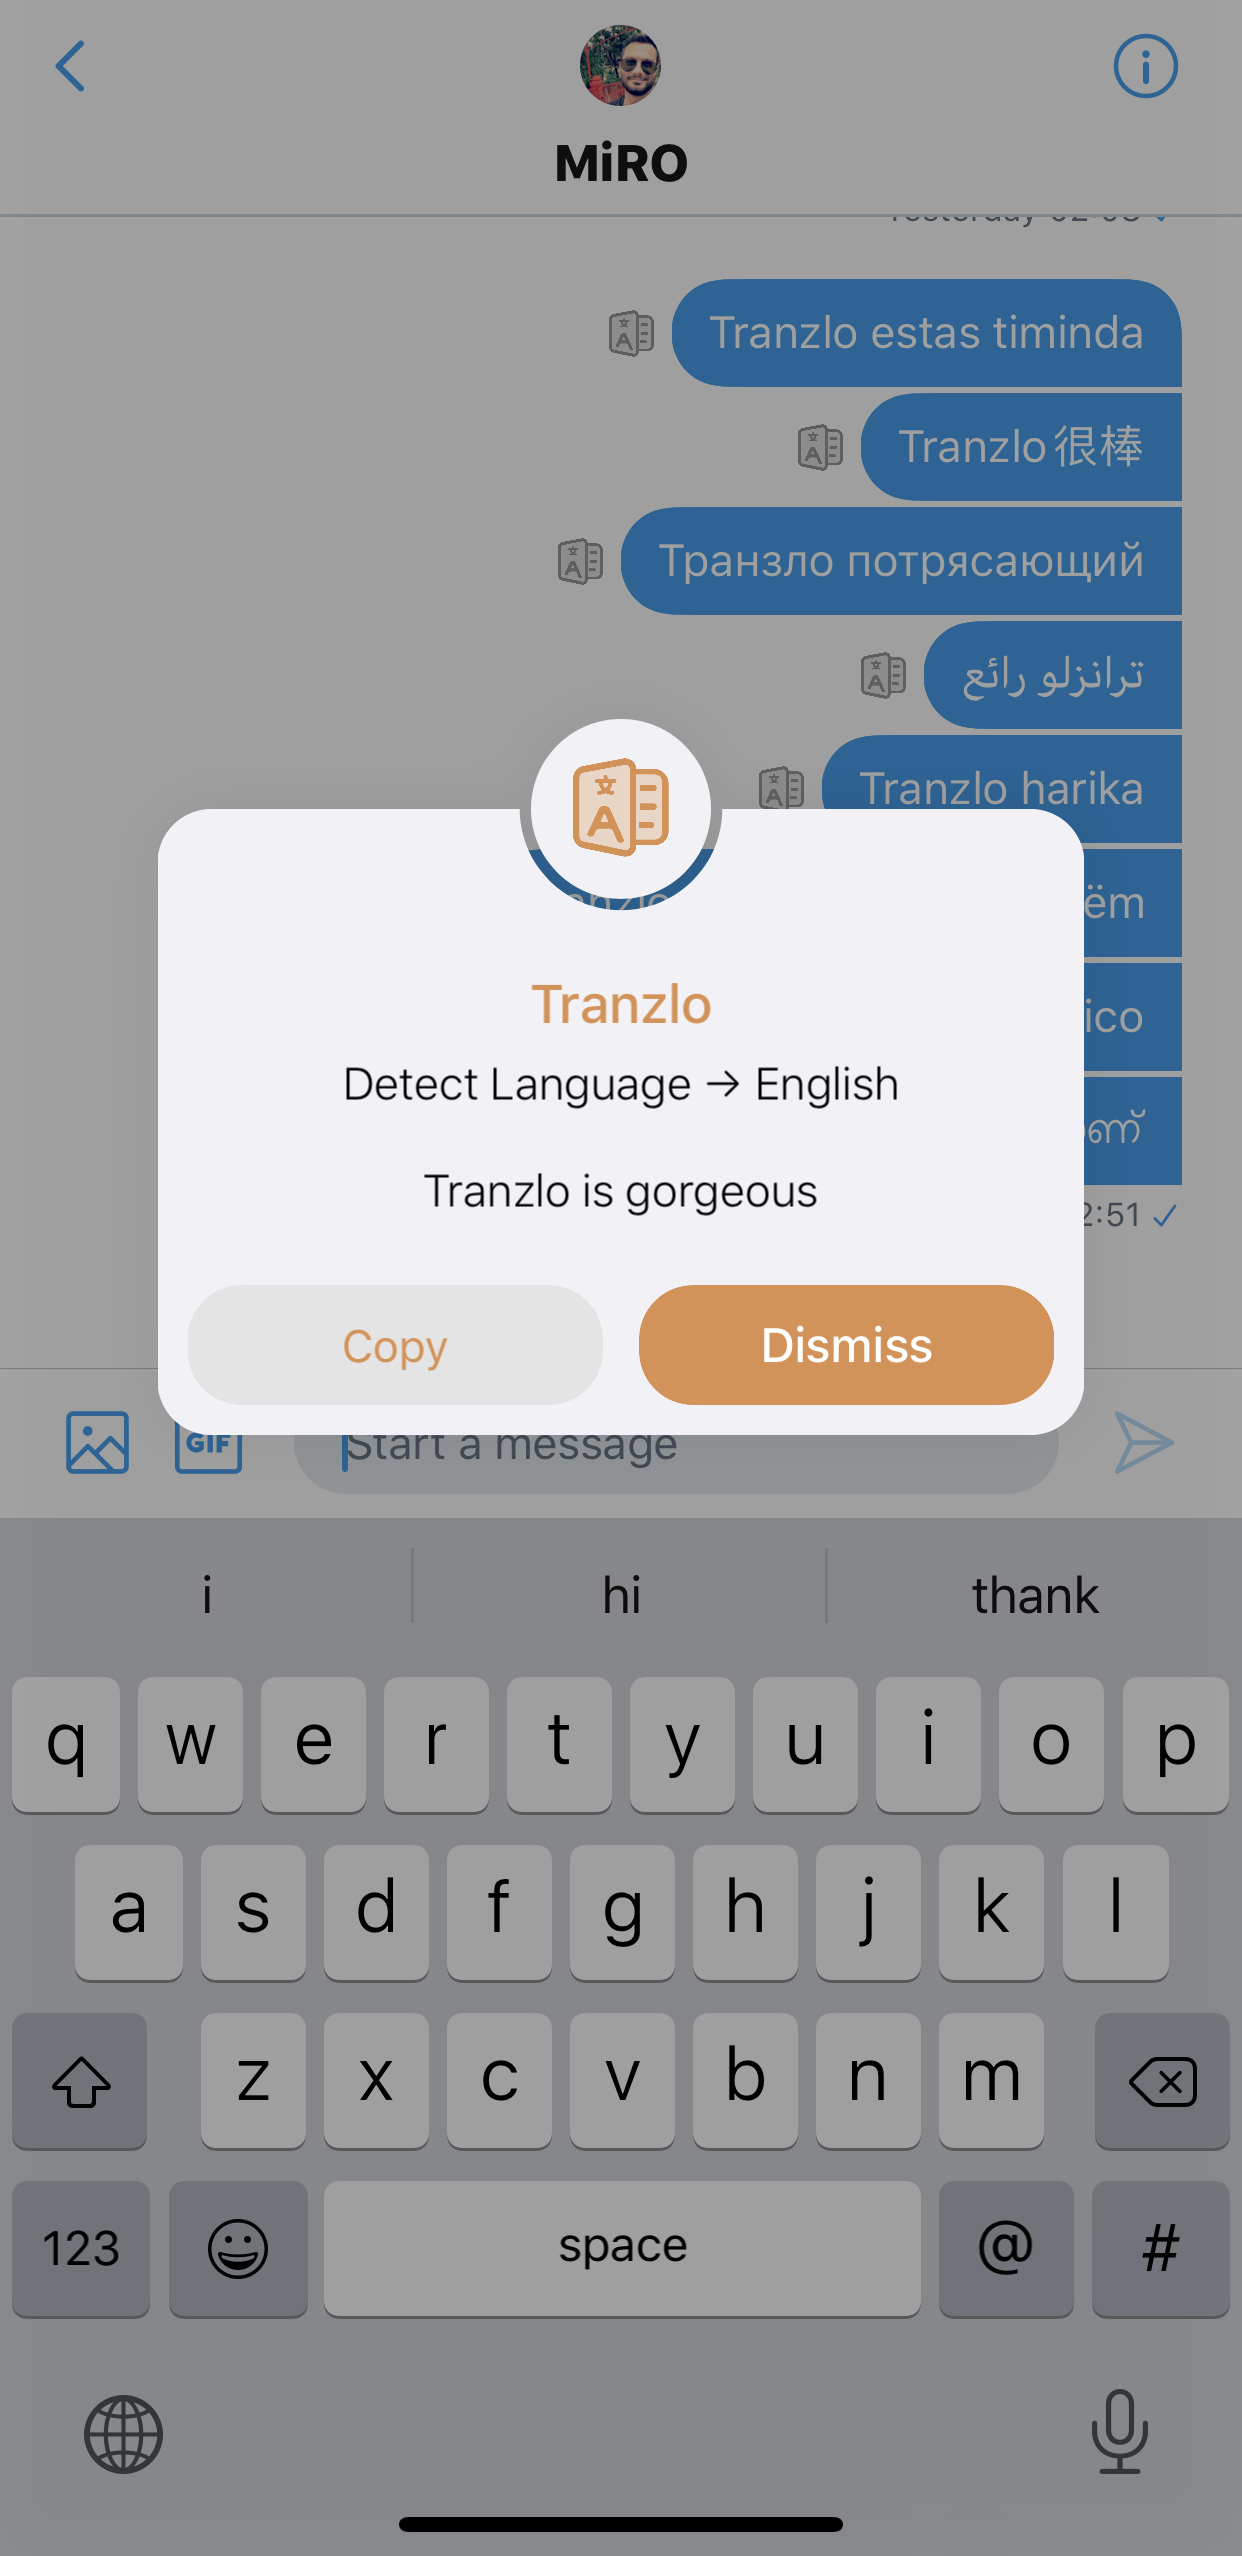 MiRO
Yesterday 02:08
Tranzlo estas timinda
Tranzlo很棒
Транзло потрясающий
ترانزلو رائع
Tranzlo harika
ëm
Tranzlo
Detect Language → English
ico
Tranzlo is gorgeous
2:51
Copy
Dismiss
GIF
Start a message
i hi thank
q w e r t y u i o p
a s d f g h j k l
z x c v b n m
123 space @ #